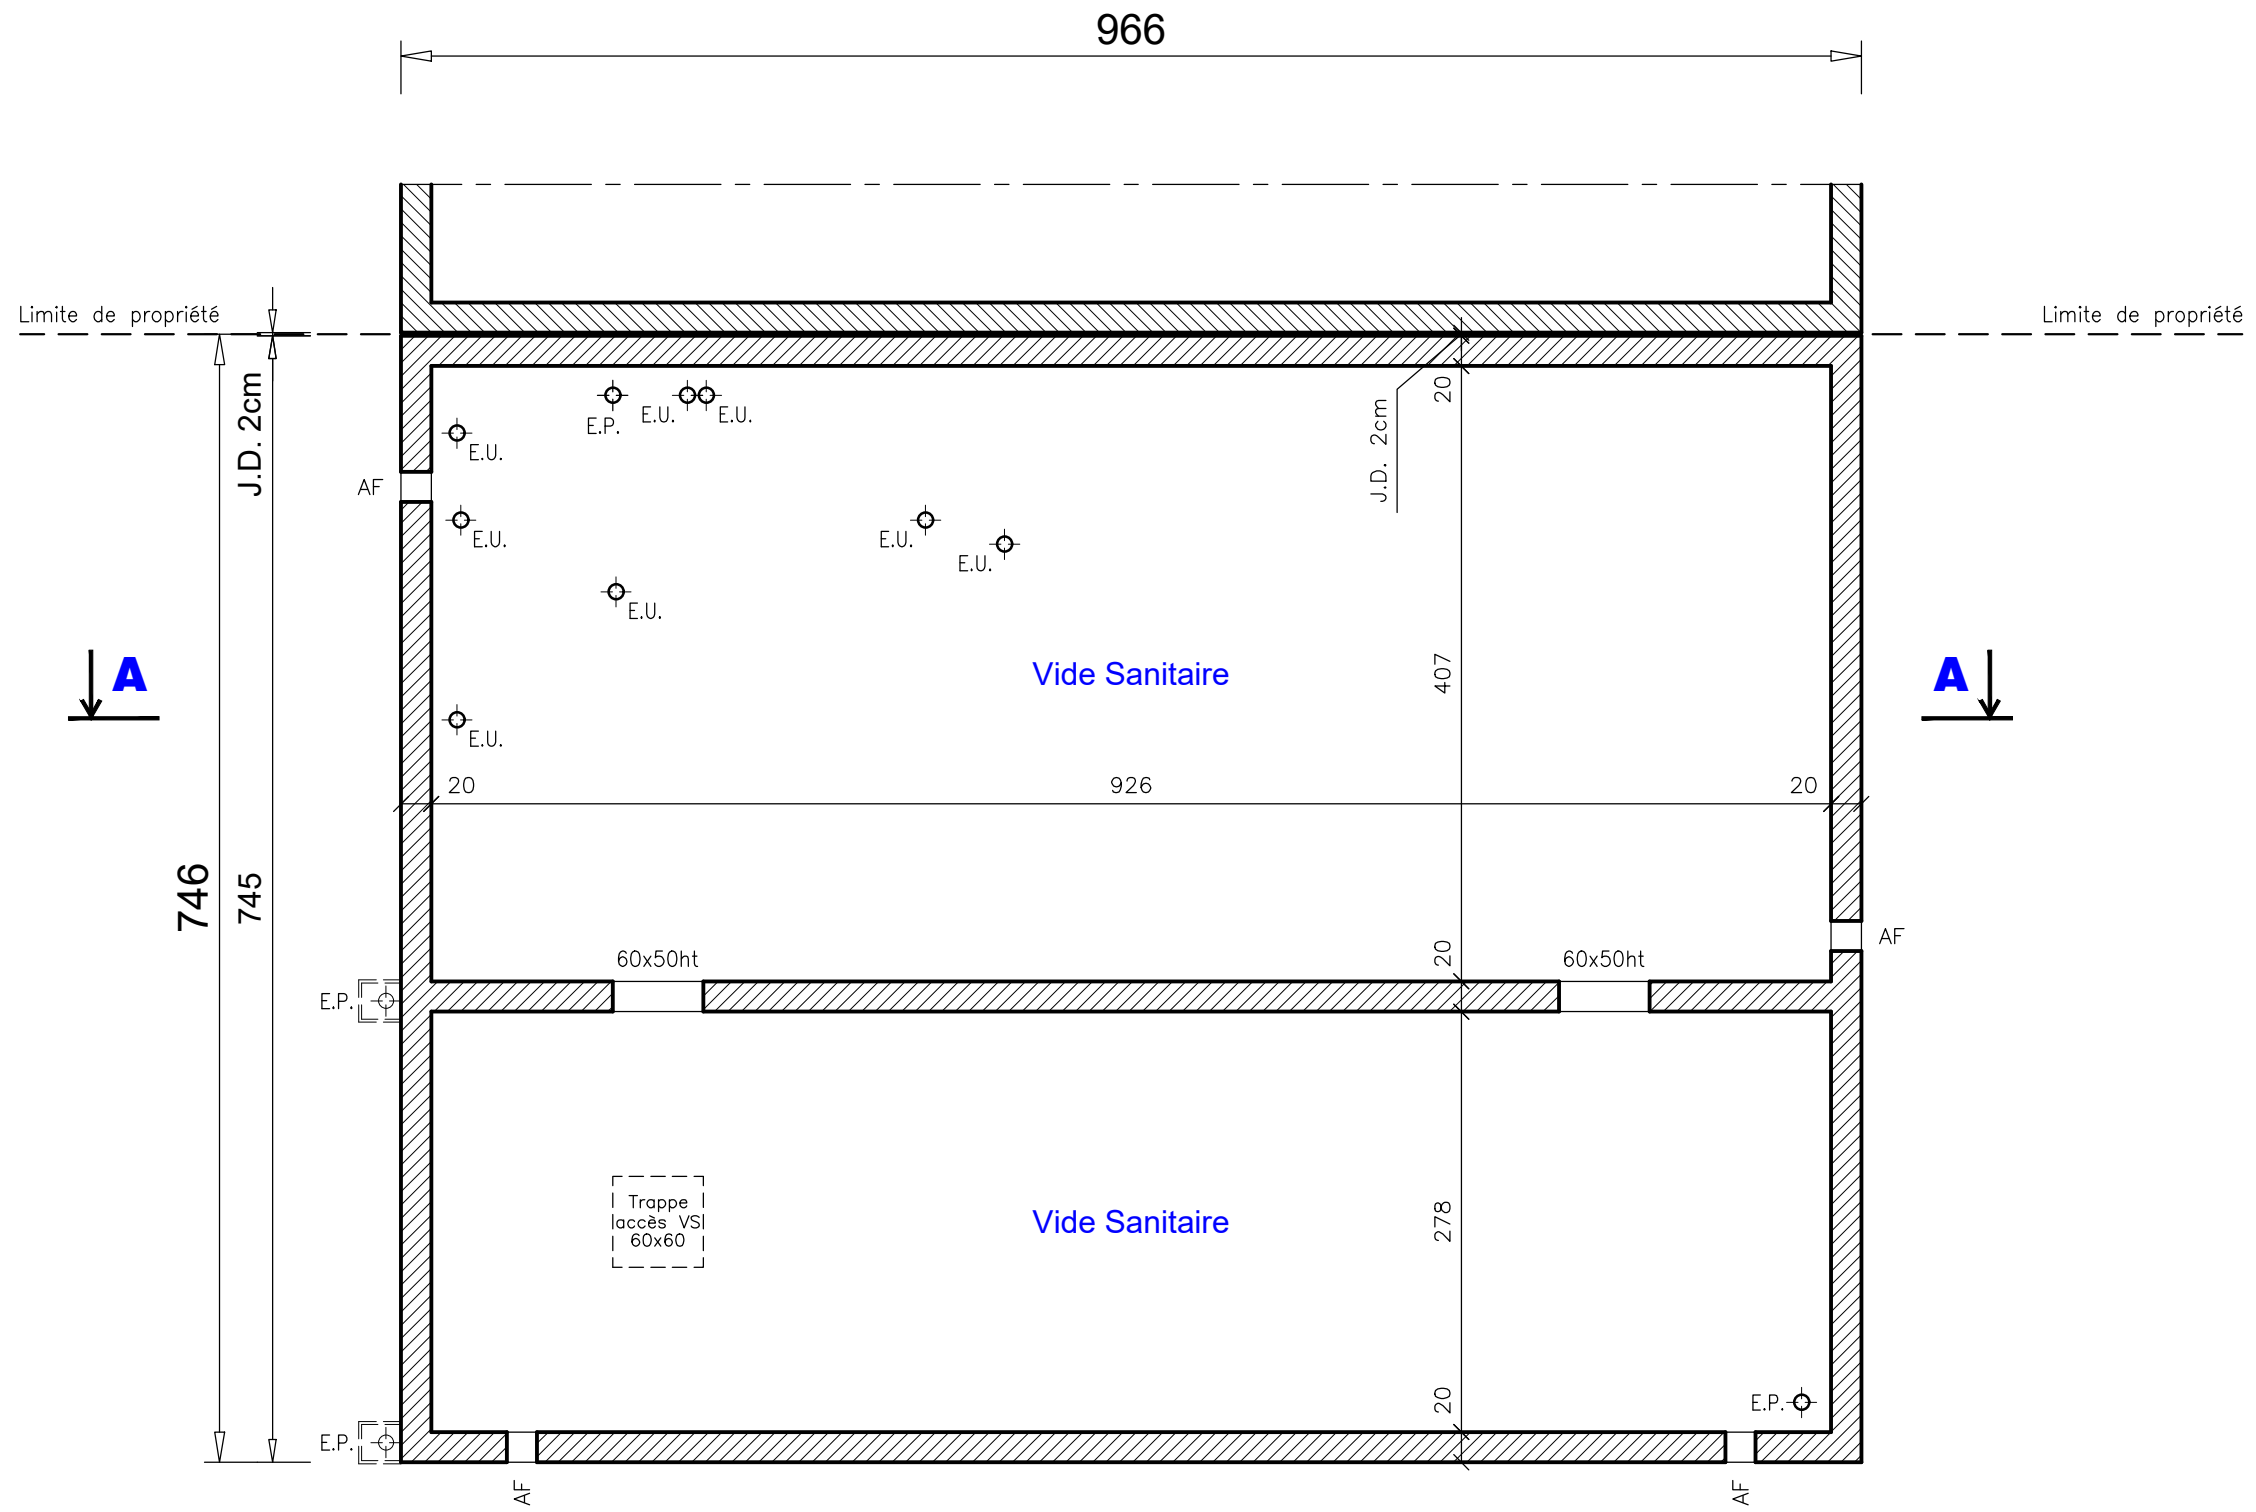 966
Limite de propriété
Limite de propriété
J.D. 2cm
20
J.D. 2cm
E.P.
E.U.
E.U.
E.U.
AF
E.U.
E.U.
E.U.
E.U.
A
Vide Sanitaire
407
A
E.U.
20
926
20
746
745
AF
60x50ht
20
60x50ht
E.P.
Trappe
accès VS
60x60
Vide Sanitaire
278
20
E.P.
E.P.
AF
AF